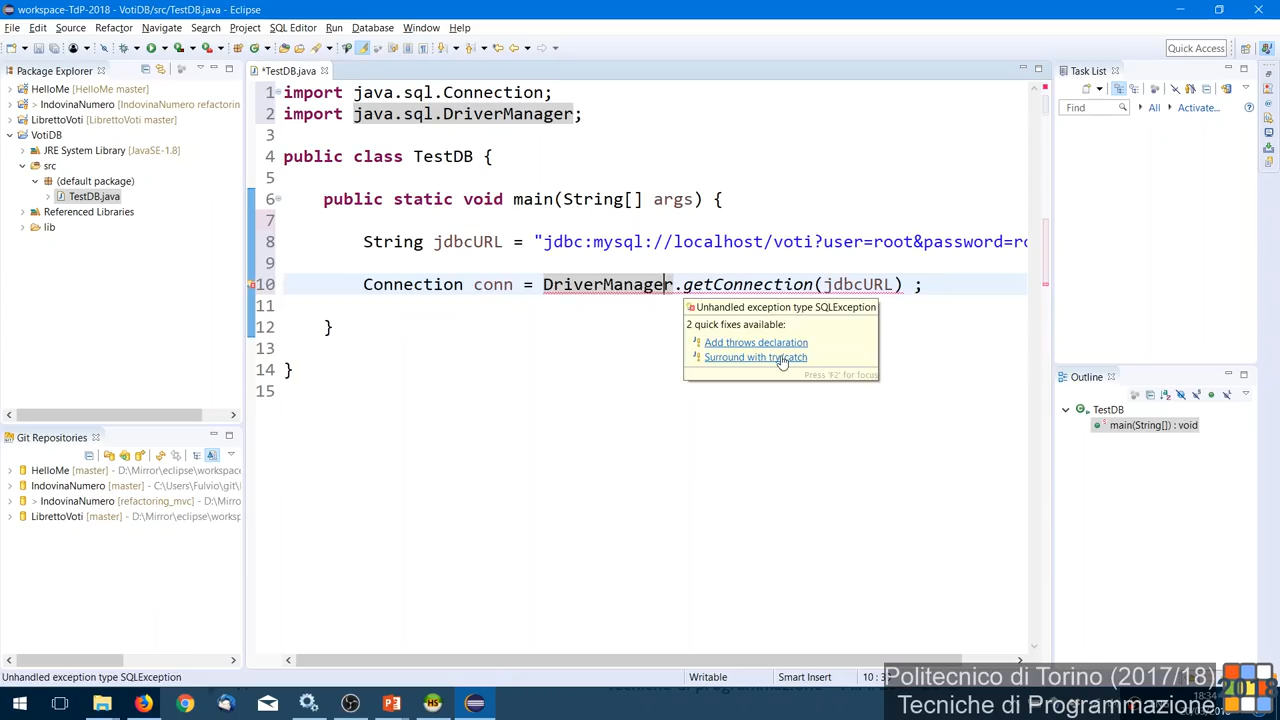 workspace-TdP-2018 - VotiDB/src/TestDB.java - Eclipse
File Edit Source Refactor Navigate Search Project SQL Editor Run Database Window Help
Quick Access
Package Explorer
HelloMe [HelloMe master]
> IndovinaNumero [IndovinaNumero refactorin
LibrettoVoti [LibrettoVoti master]
VotiDB
JRE System Library [JavaSE-1.8]
src
(default package)
TestDB.java
Referenced Libraries
lib
Git Repositories
HelloMe [master] - D:\Mirror\eclipse\workspace
IndovinaNumero [master] - C:\Users\Fulvio\git\
> IndovinaNumero [refactoring_mvc] - D:\Mirror
LibrettoVoti [master] - D:\Mirror\eclipse\worksp
*TestDB.java
1 import java.sql.Connection;
2 import java.sql.DriverManager;
3
4 public class TestDB {
5
6 public static void main(String[] args) {
7
8 String jdbcURL = "jdbc:mysql://localhost/voti?user=root&password=ro
9
10 Connection conn = DriverManager.getConnection(jdbcURL) ;
11
12 }
13
14 }
15
Unhandled exception type SQLException
2 quick fixes available:
Add throws declaration
Surround with try/catch
Press 'F2' for focus
Task List
Find
All
Activate...
Outline
TestDB
main(String[]) : void
Unhandled exception type SQLException
Writable
Smart Insert
Politecnico di Torino (2017/18)
Tecniche di Programmazione
2018
18:34